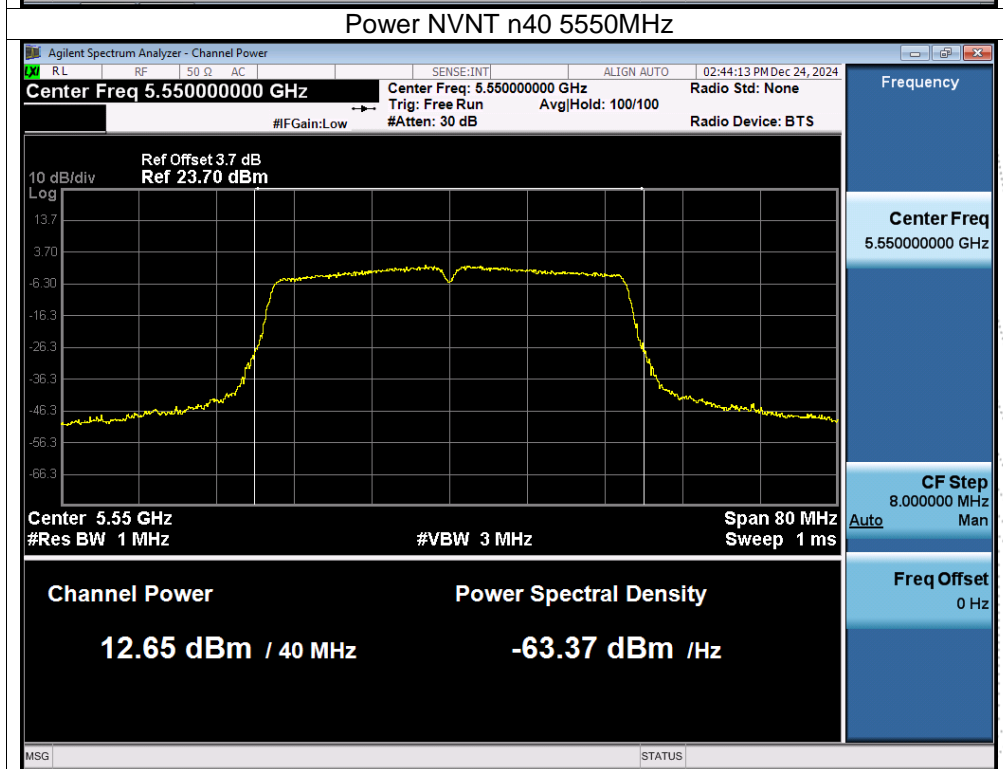 Power NVNT n40 5550MHz
Agilent Spectrum Analyzer - Channel Power
LXI RL RF 50 Ω AC SENSE:INT ALIGN AUTO 02:44:13 PM Dec 24, 2024
Center Freq 5.550000000 GHz
Center Freq: 5.550000000 GHz
Radio Std: None
Trig: Free Run Avg|Hold: 100/100
#IFGain:Low
#Atten: 30 dB
Radio Device: BTS
Frequency
Ref Offset 3.7 dB
10 dB/div Ref 23.70 dBm
Log
13.7
3.70
-6.30
-16.3
-26.3
-36.3
-46.3
-56.3
-66.3
Center 5.55 GHz Span 80 MHz
#Res BW 1 MHz #VBW 3 MHz Sweep 1 ms
Center Freq
5.550000000 GHz
CF Step
8.000000 MHz
Auto Man
Freq Offset
0 Hz
Channel Power Power Spectral Density
12.65 dBm / 40 MHz -63.37 dBm /Hz
MSG STATUS